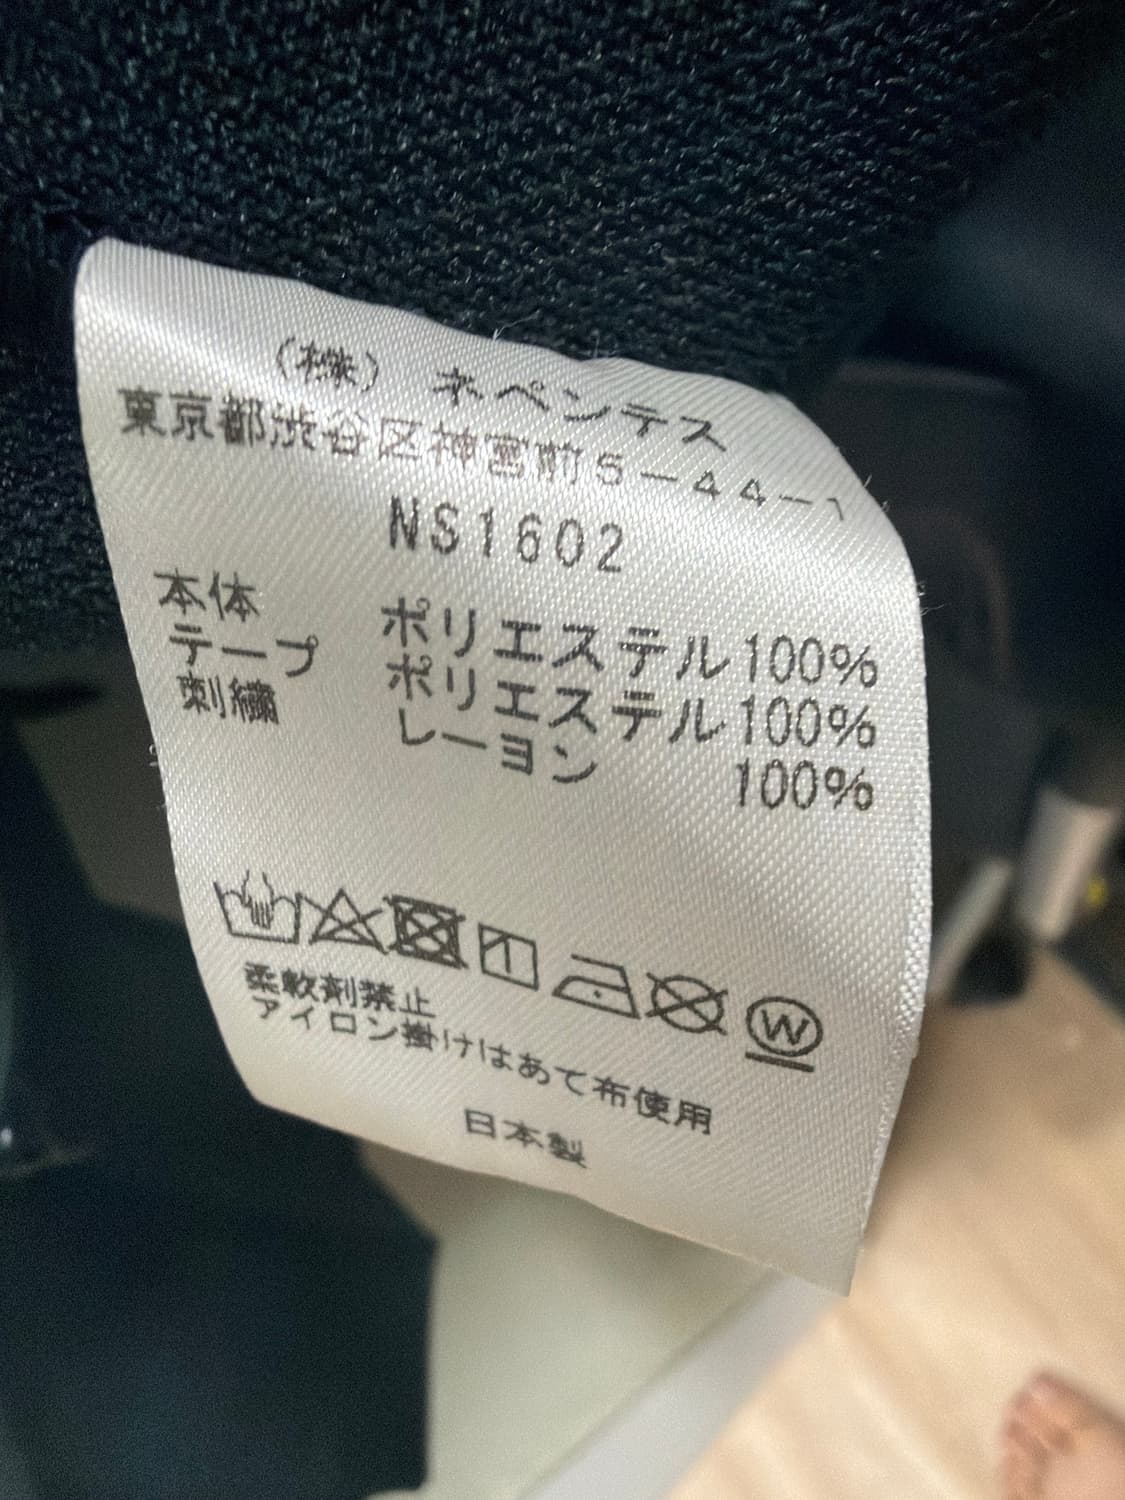 (株) ネペンテス
東京都渋谷区神宮前5-44-1
NS1602
本体 ポリエステル100%
テープ ポリエステル100%
刺繍 レーヨン 100%
W
柔軟剤禁止
アイロン掛けはあて布使用
日本製